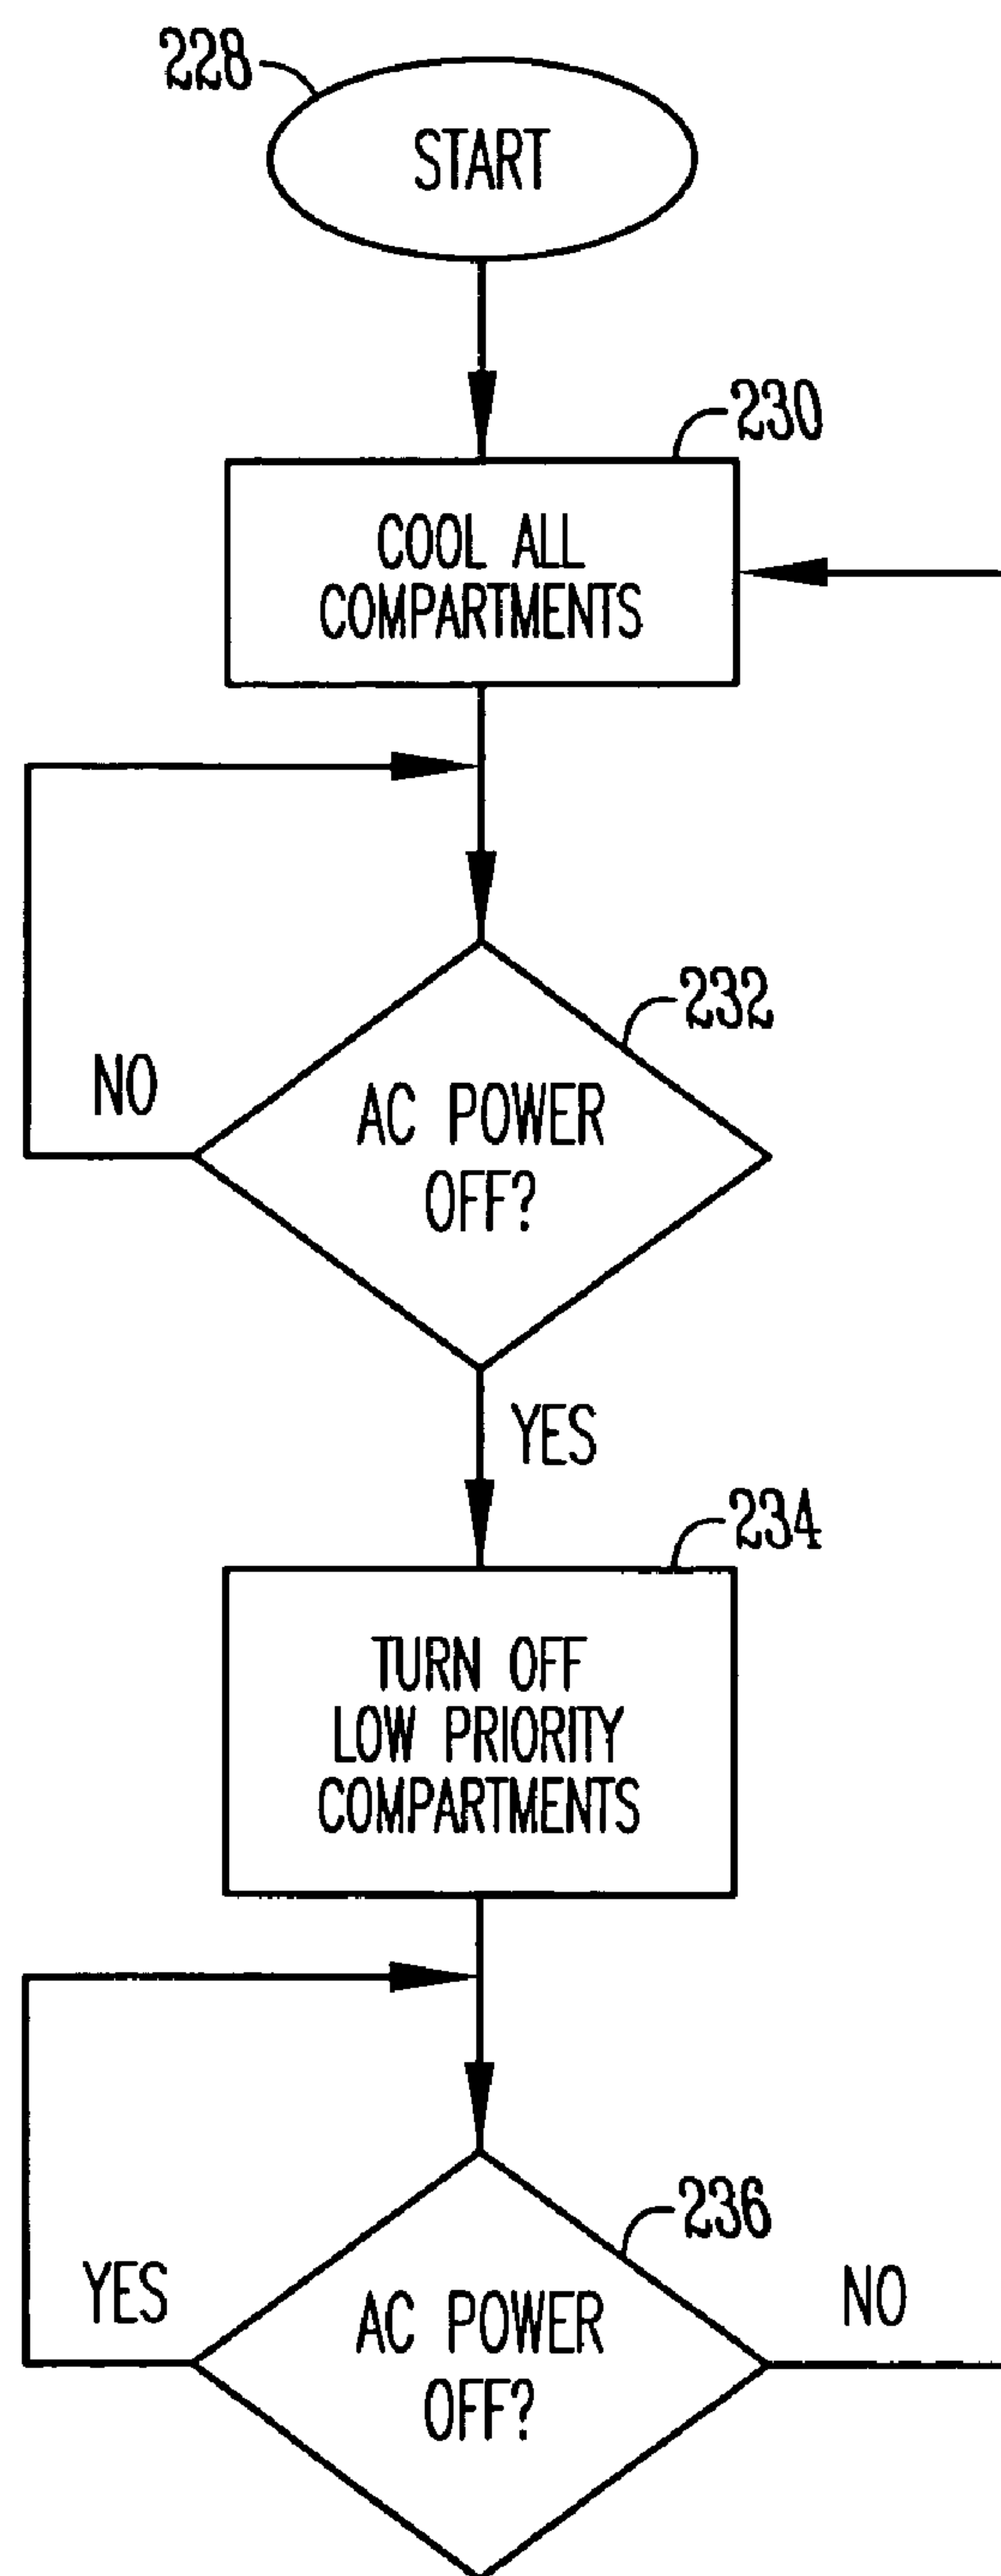 228
START
230
COOL ALL
COMPARTMENTS
232
NO
AC POWER
OFF?
YES
234
TURN OFF
LOW PRIORITY
COMPARTMENTS
236
YES
AC POWER
OFF?
NO